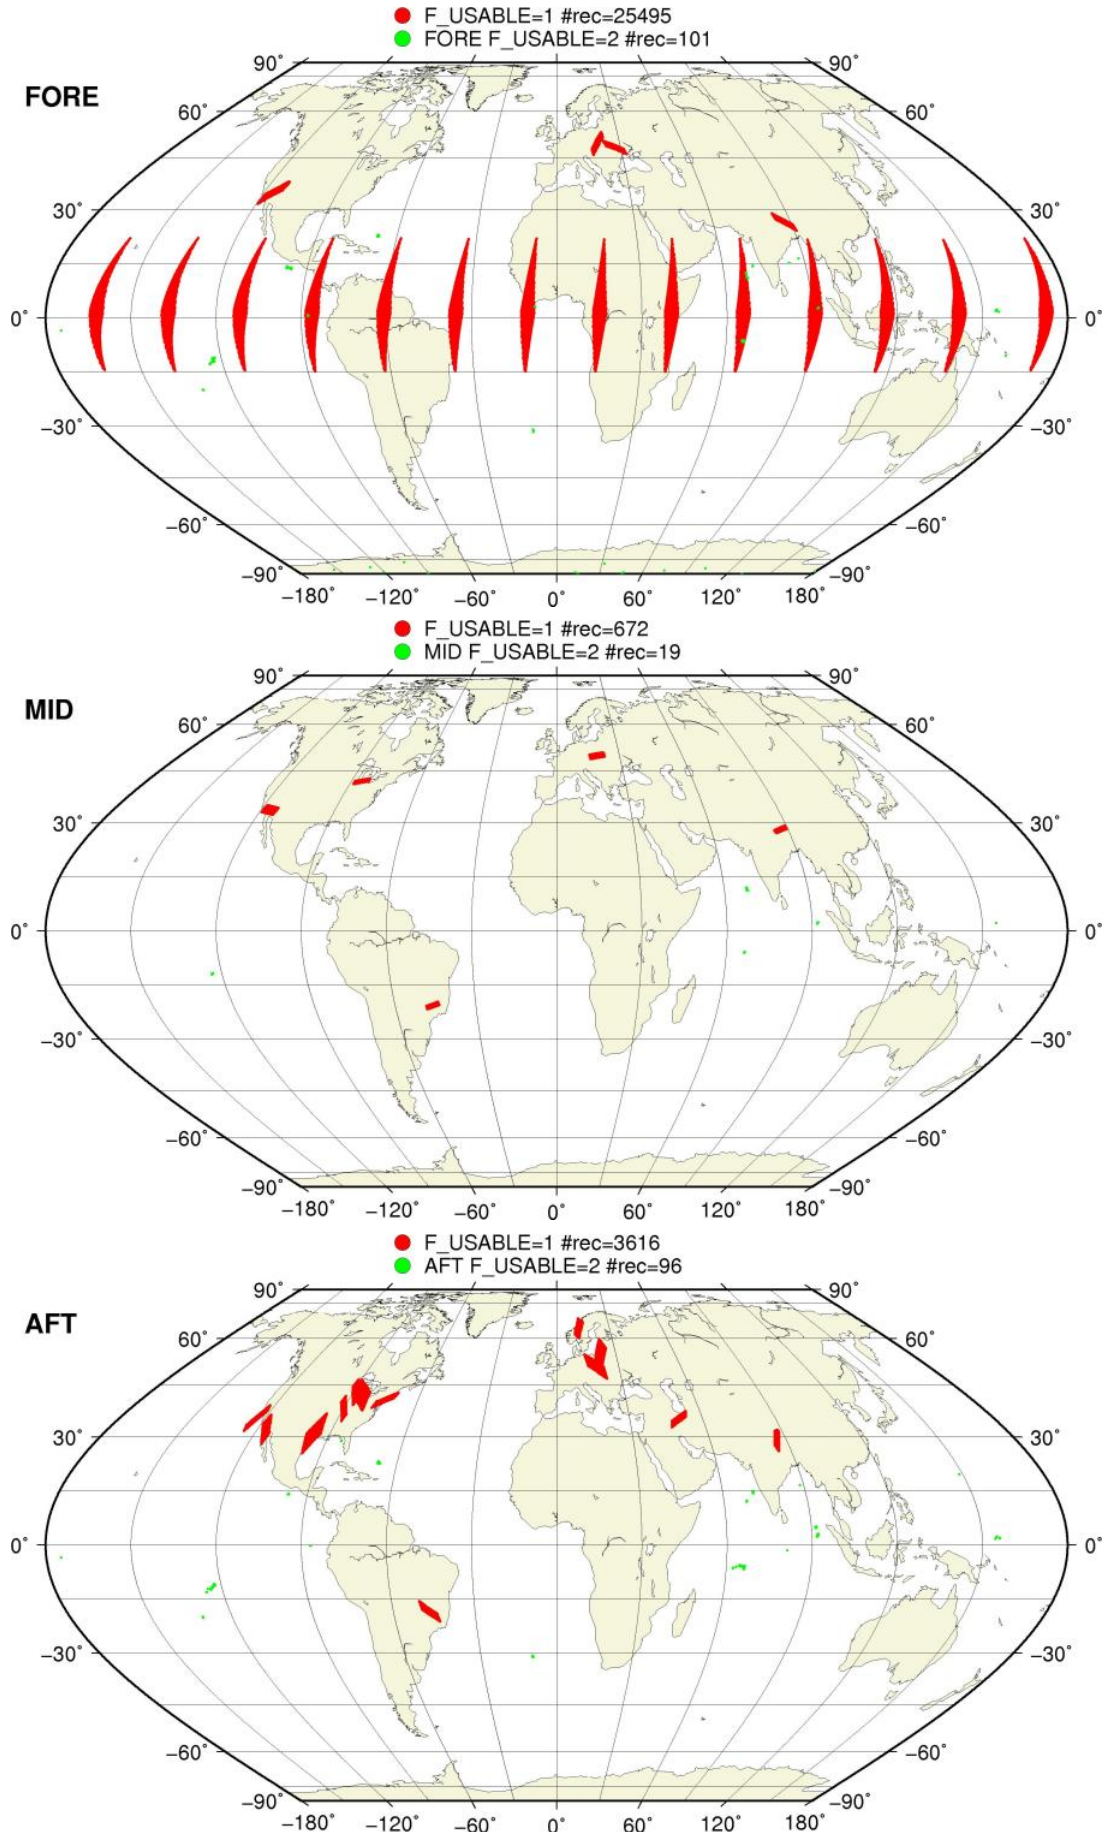 F_USABLE=1 #rec=25495
FORE F_USABLE=2 #rec=101
FORE
90° 90°
60° 60°
30° 30°
0° 0°
−30° −30°
−60° −60°
−90° −90°
−180° −120° −60° 0° 60° 120° 180°
F_USABLE=1 #rec=672
MID F_USABLE=2 #rec=19
MID
90° 90°
60° 60°
30° 30°
0° 0°
−30° −30°
−60° −60°
−90° −90°
−180° −120° −60° 0° 60° 120° 180°
F_USABLE=1 #rec=3616
AFT F_USABLE=2 #rec=96
AFT
90° 90°
60° 60°
30° 30°
0° 0°
−30° −30°
−60° −60°
−90° −90°
−180° −120° −60° 0° 60° 120° 180°